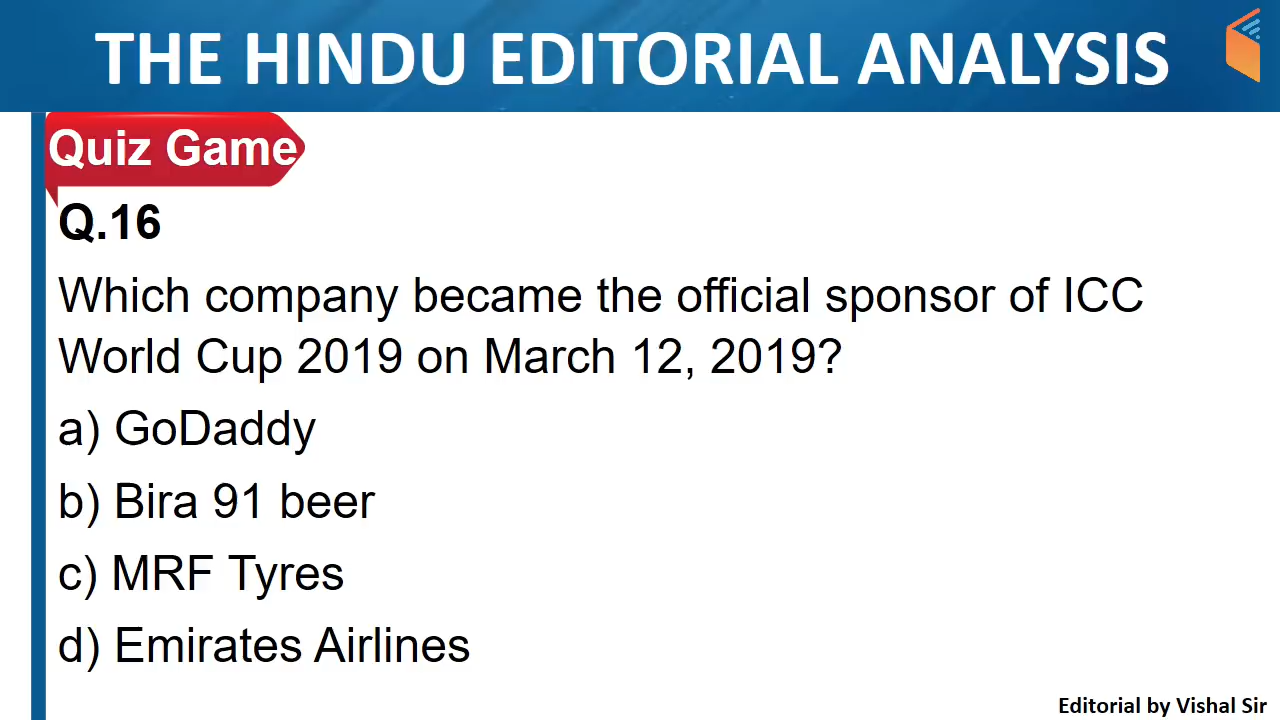 THE HINDU EDITORIAL ANALYSIS
Quiz Game
Q.16
Which company became the official sponsor of ICC
World Cup 2019 on March 12, 2019?
a) GoDaddy
b) Bira 91 beer
c) MRF Tyres
d) Emirates Airlines
Editorial by Vishal Sir